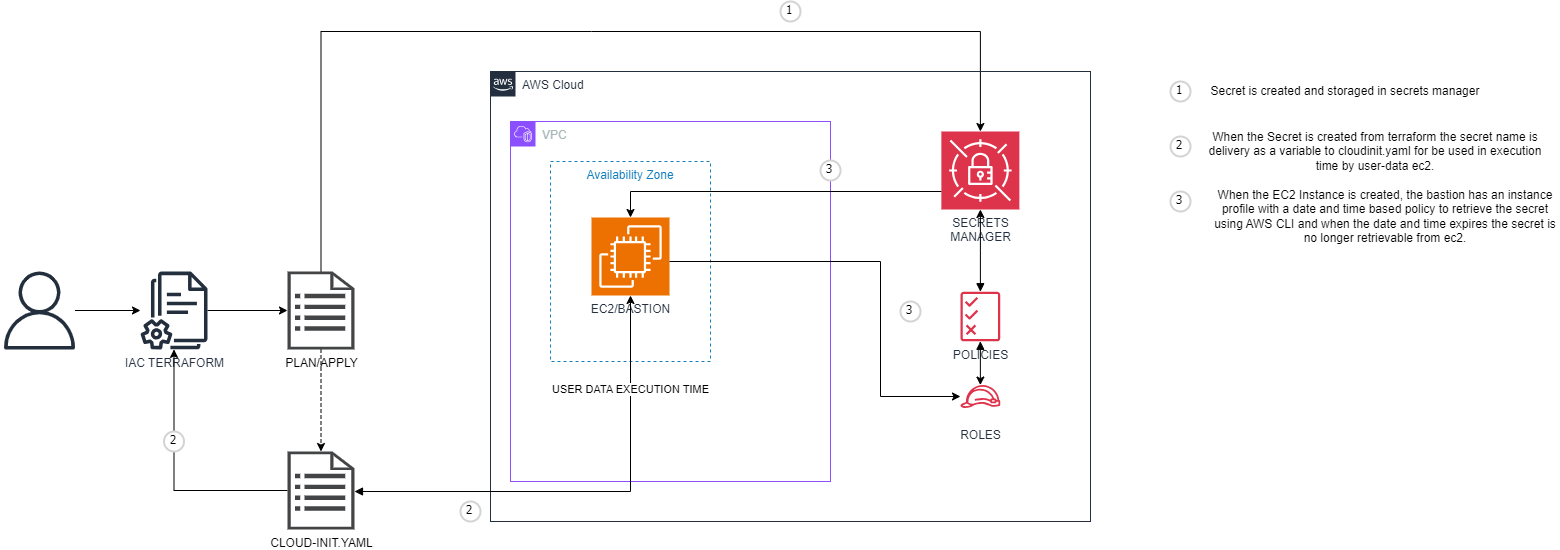 1
aws
AWS Cloud
1
Secret is created and storaged in secrets manager
VPC
2
When the Secret is created from terraform the secret name is
delivery as a variable to cloudinit.yaml for be used in execution
time by user-data ec2.
3
Availability Zone
3
When the EC2 Instance is created, the bastion has an instance
profile with a date and time based policy to retrieve the secret
using AWS CLI and when the date and time expires the secret is
no longer retrievable from ec2.
SECRETS
MANAGER
EC2/BASTION
3
IAC TERRAFORM
PLAN/APPLY
POLICIES
USER DATA EXECUTION TIME
ROLES
2
2
CLOUD-INIT.YAML